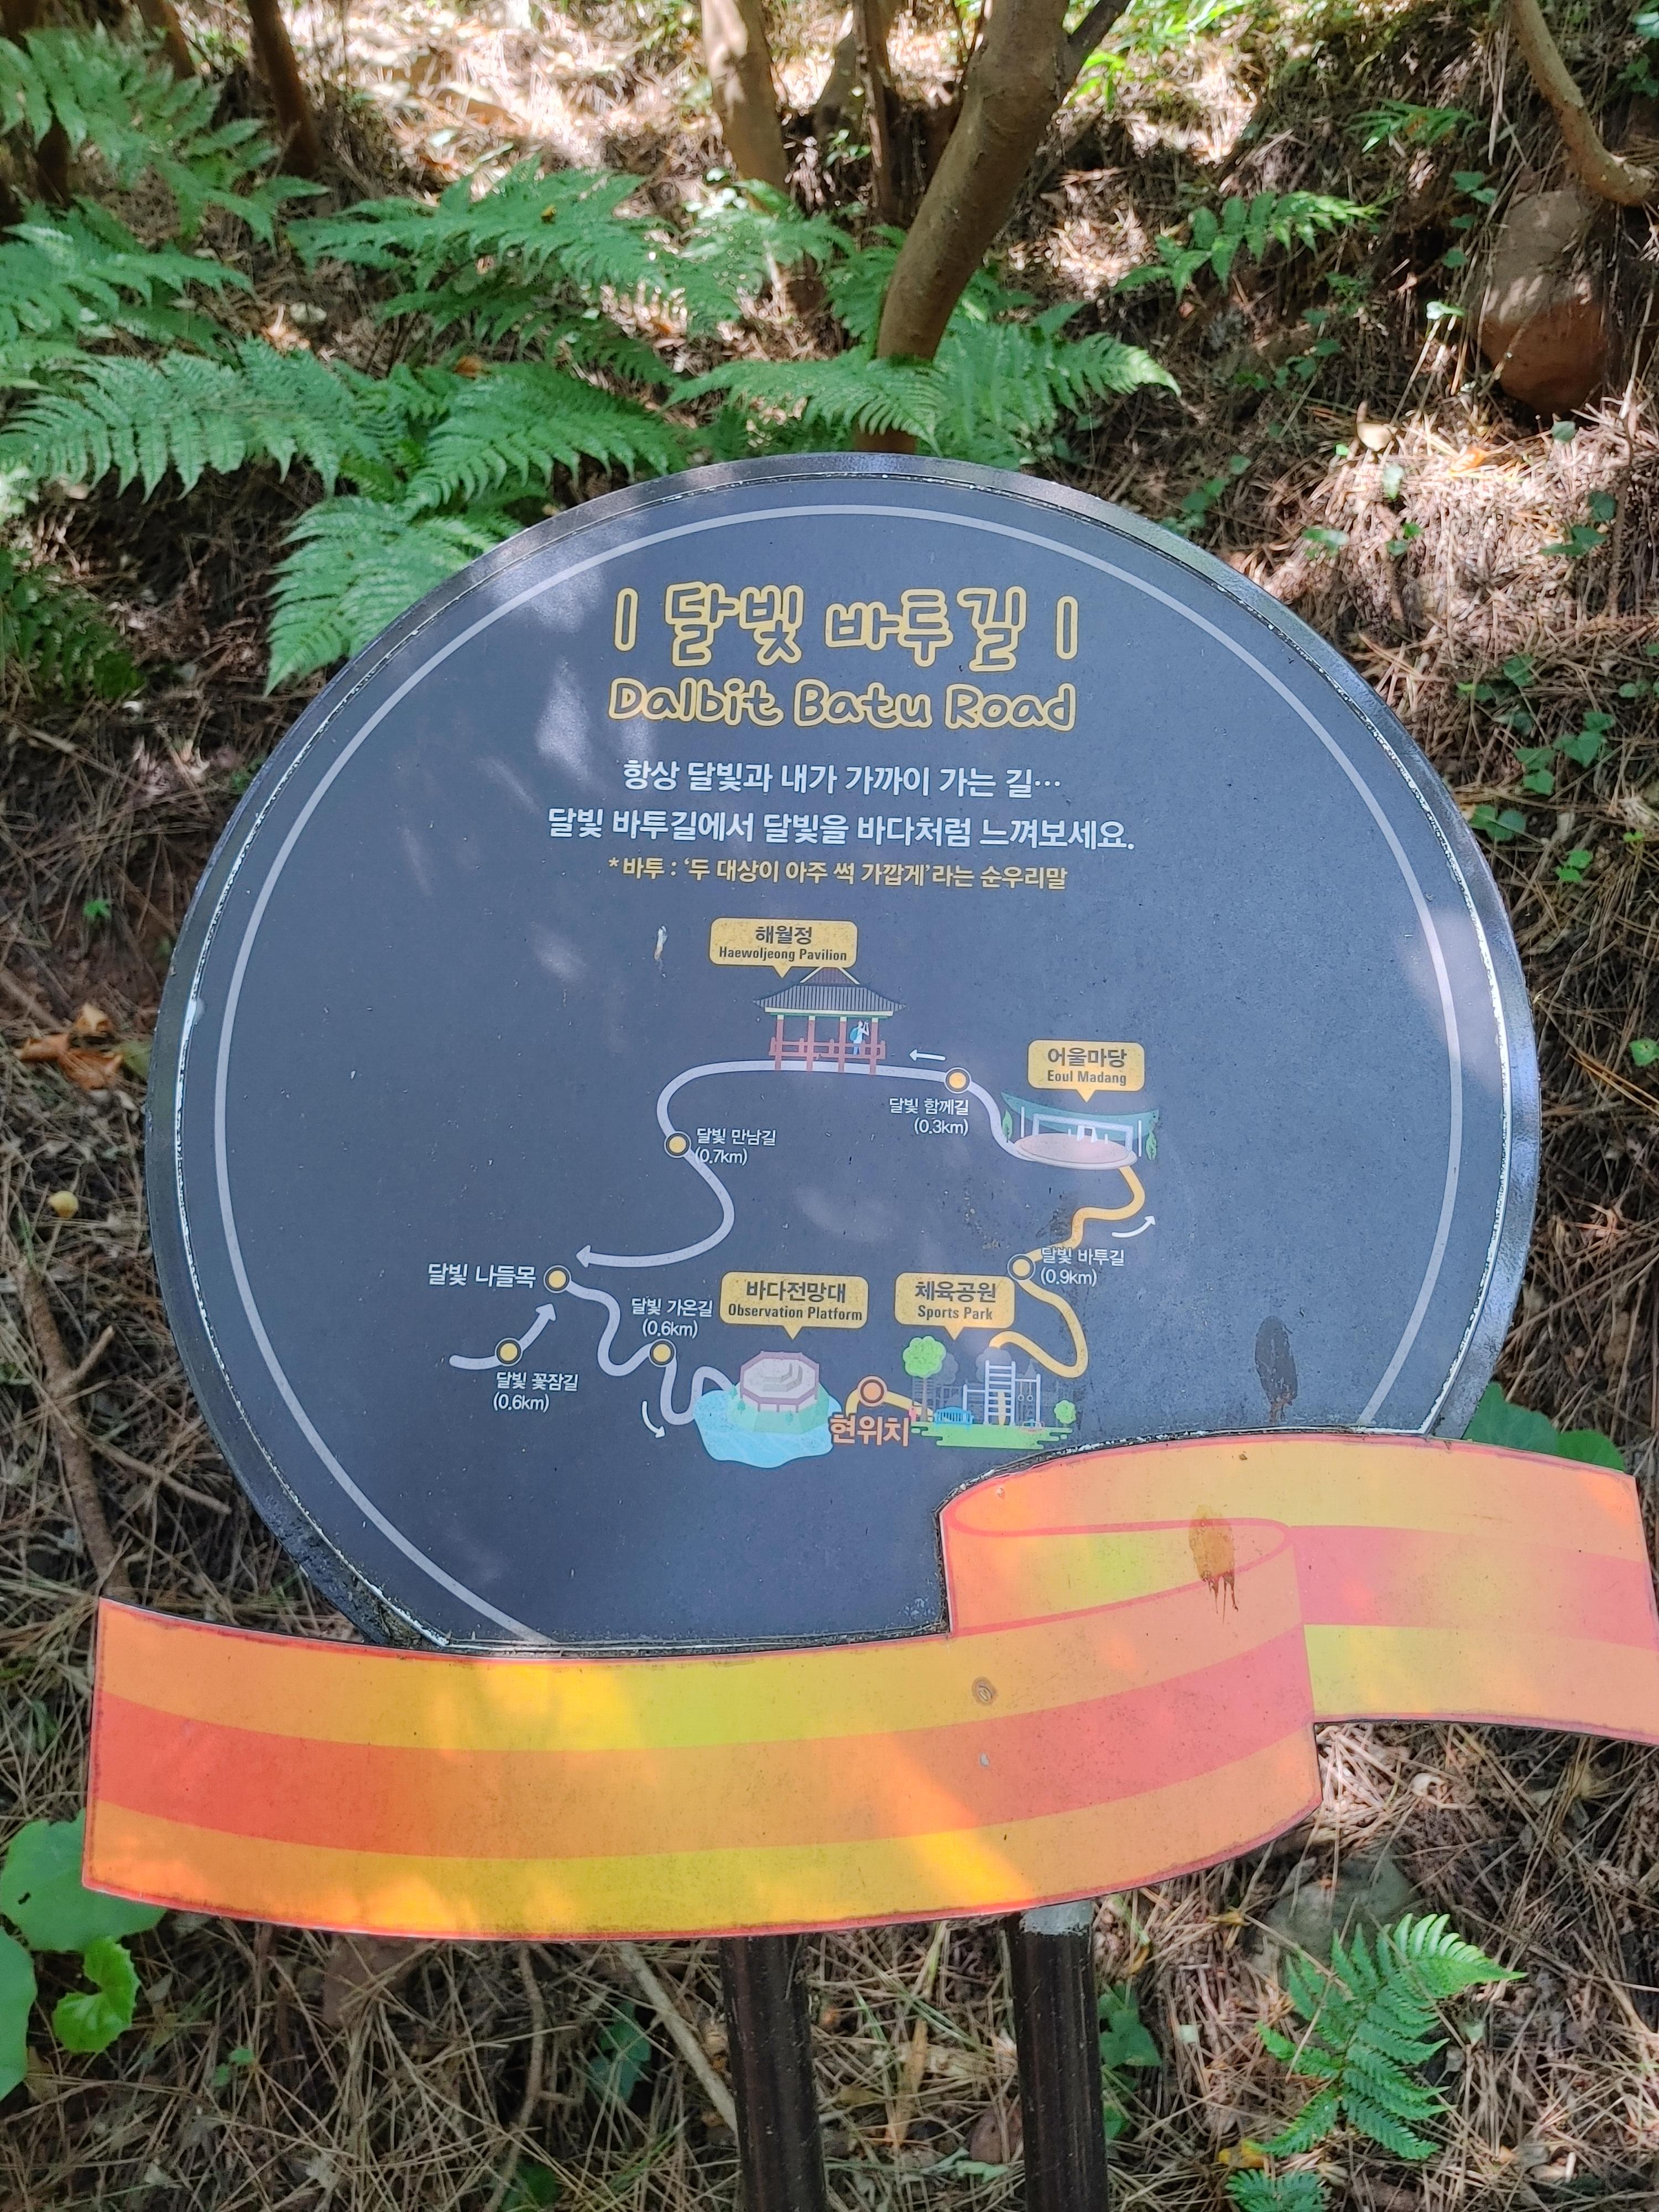 | 달빛 바투길 |
Dalbit Batu Road
항상 달빛과 내가 가까이 가는 길…
달빛 바투길에서 달빛을 바다처럼 느껴보세요.
*바투 : ‘두 대상이 아주 썩 가깝게’라는 순우리말
해월정
Haewoljeong Pavilion
어울마당
Eoul Madang
달빛 함께길
(0.3km)
달빛 만남길
(0.7km)
달빛 바투길
(0.9km)
달빛 나들목
달빛 가온길
(0.6km)
바다전망대
Observation Platform
체육공원
Sports Park
달빛 꽃잠길
(0.6km)
현위치